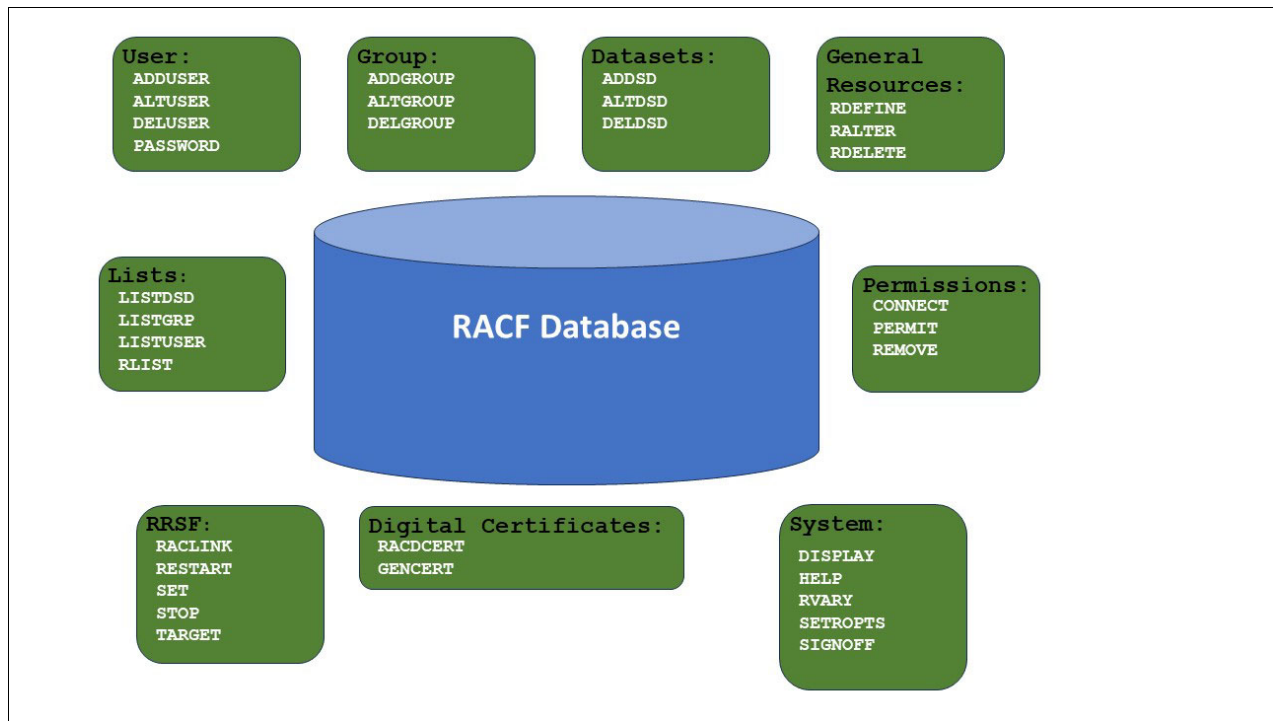 User:
ADDUSER
ALTUSER
DELUSER
PASSWORD
Group:
ADDGROUP
ALTGROUP
DELGROUP
Datasets:
ADDSD
ALTDSD
DELDSD
General
Resources:
RDEFINE
RALTER
RDELETE
Lists:
LISTDSD
LISTGRP
LISTUSER
RLIST
RACF Database
Permissions:
CONNECT
PERMIT
REMOVE
RRSF:
RACLINK
RESTART
SET
STOP
TARGET
Digital Certificates:
RACDCERT
GENCERT
System:
DISPLAY
HELP
RVARY
SETROPTS
SIGNOFF